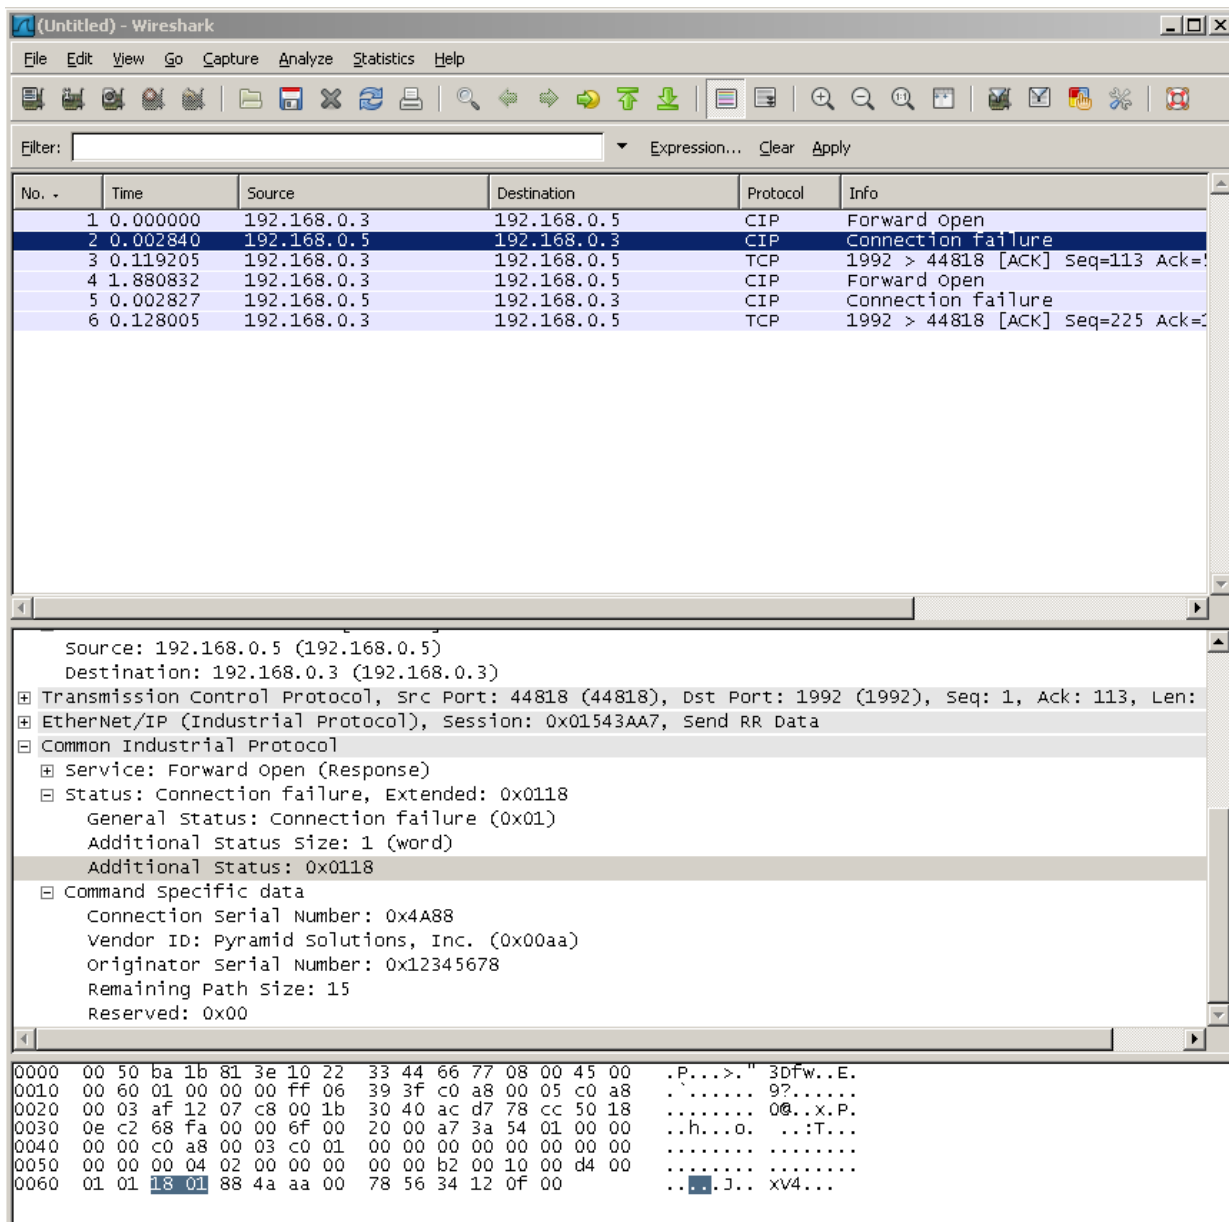 (Untitled) - Wireshark
File Edit View Go Capture Analyze Statistics Help
Filter: Expression... Clear Apply
No. Time Source Destination Protocol Info
1 0.000000 192.168.0.3 192.168.0.5 CIP Forward Open
2 0.002840 192.168.0.5 192.168.0.3 CIP Connection failure
3 0.119205 192.168.0.3 192.168.0.5 TCP 1992 > 44818 [ACK] Seq=113 Ack=
4 1.880832 192.168.0.3 192.168.0.5 CIP Forward Open
5 0.002827 192.168.0.5 192.168.0.3 CIP Connection failure
6 0.128005 192.168.0.3 192.168.0.5 TCP 1992 > 44818 [ACK] Seq=225 Ack=
Source: 192.168.0.5 (192.168.0.5)
Destination: 192.168.0.3 (192.168.0.3)
Transmission Control Protocol, Src Port: 44818 (44818), Dst Port: 1992 (1992), Seq: 1, Ack: 113, Len:
EtherNet/IP (Industrial Protocol), Session: 0x01543AA7, Send RR Data
Common Industrial Protocol
Service: Forward Open (Response)
Status: Connection failure, Extended: 0x0118
General Status: Connection failure (0x01)
Additional Status Size: 1 (word)
Additional Status: 0x0118
Command Specific data
Connection Serial Number: 0x4A88
Vendor ID: Pyramid Solutions, Inc. (0x00aa)
Originator Serial Number: 0x12345678
Remaining Path Size: 15
Reserved: 0x00
0000 00 50 ba 1b 81 3e 10 22 33 44 66 77 08 00 45 00 .P...>." 3Dfw..E.
0010 00 60 01 00 00 00 ff 06 39 3f c0 a8 00 05 c0 a8 .`...... 9?......
0020 00 03 af 12 07 c8 00 1b 30 40 ac d7 78 cc 50 18 ........ 0@..x.P.
0030 0e c2 68 fa 00 00 6f 00 20 00 a7 3a 54 01 00 00 ..h...o. ..:T...
0040 00 00 c0 a8 00 03 c0 01 00 00 00 00 00 00 00 00 ........ ........
0050 00 00 00 04 02 00 00 00 00 00 b2 00 10 00 d4 00 ........ ........
0060 01 01 18 01 88 4a aa 00 78 56 34 12 0f 00 .....J.. xV4...